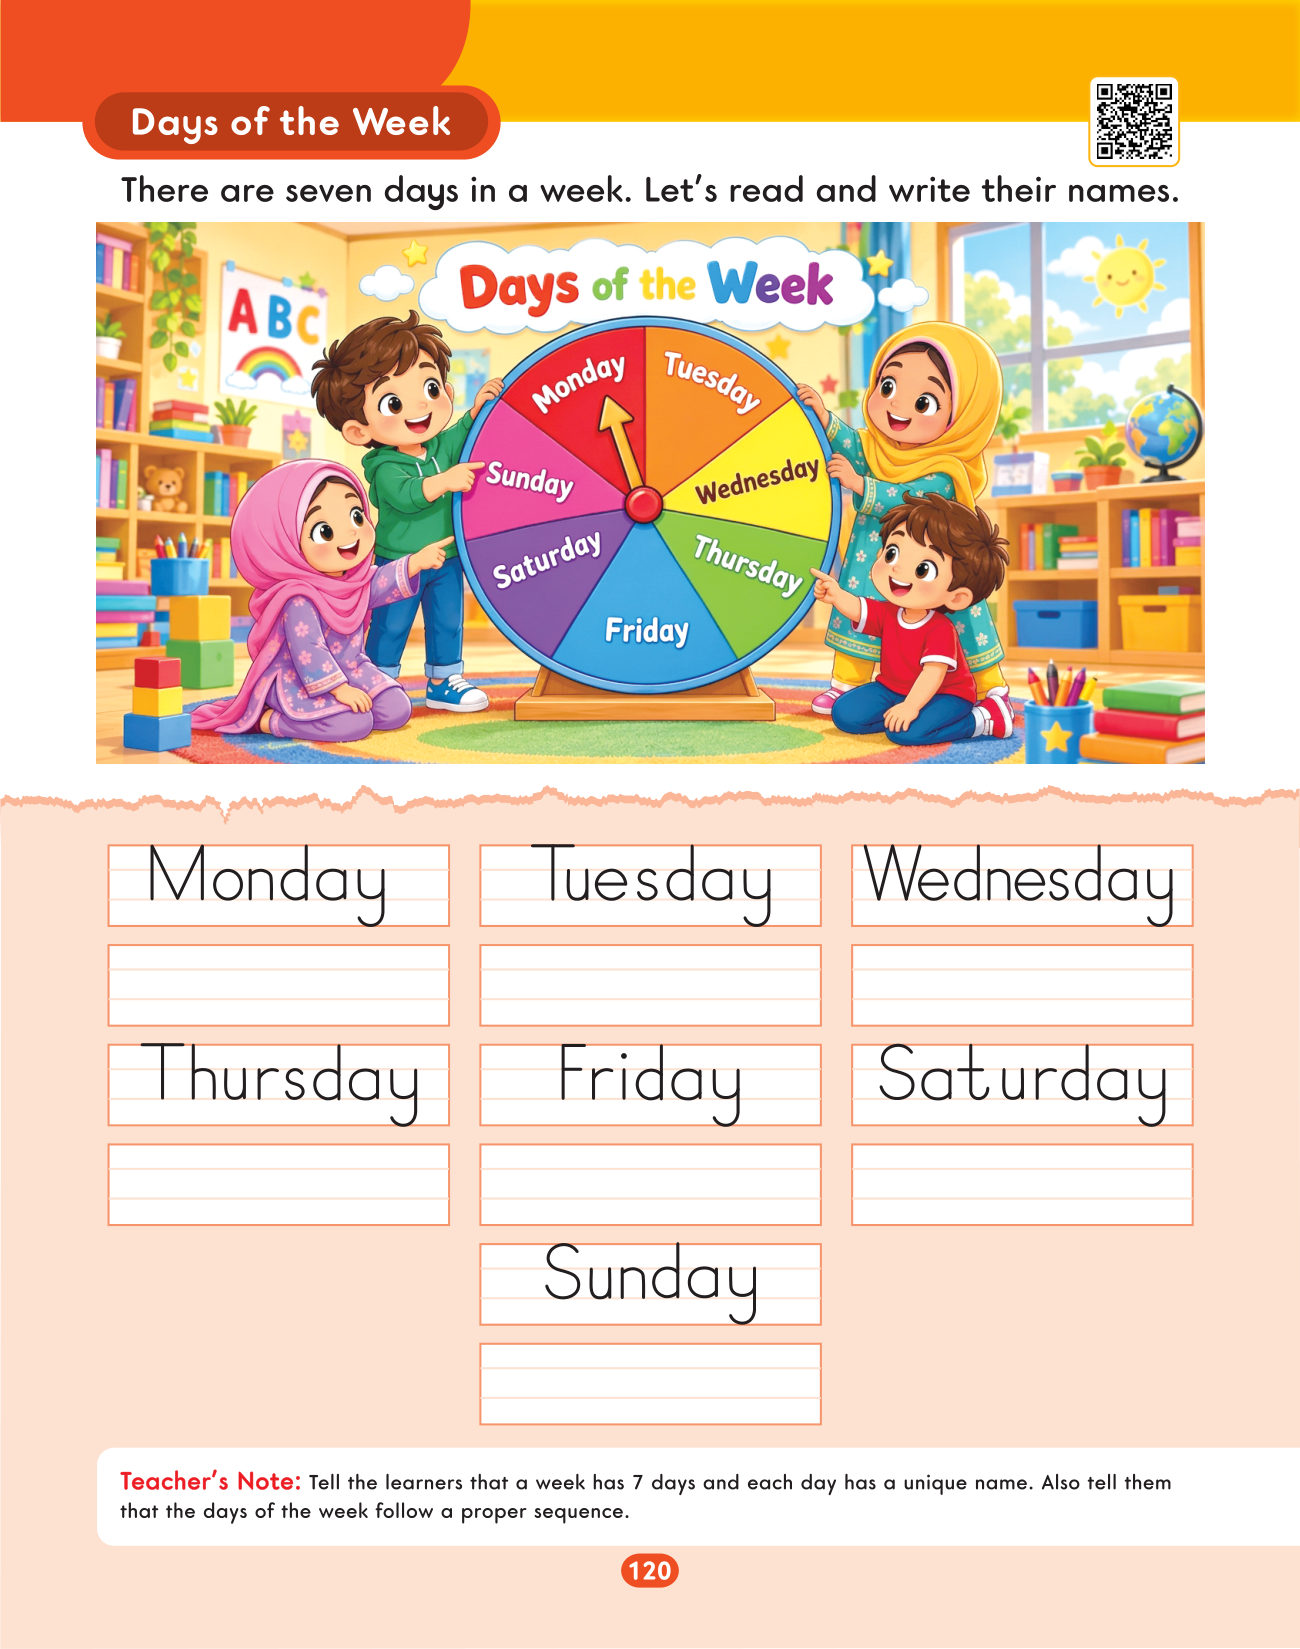 Days of the Week
There are seven days in a week. Let's read and write their names.
Days of the Week
ABC
Monday
Tuesday
Wednesday
Thursday
Friday
Saturday
Sunday
Monday Tuesday Wednesday
Thursday Friday Saturday
Sunday
Teacher's Note: Tell the learners that a week has 7 days and each day has a unique name. Also tell them
that the days of the week follow a proper sequence.
120